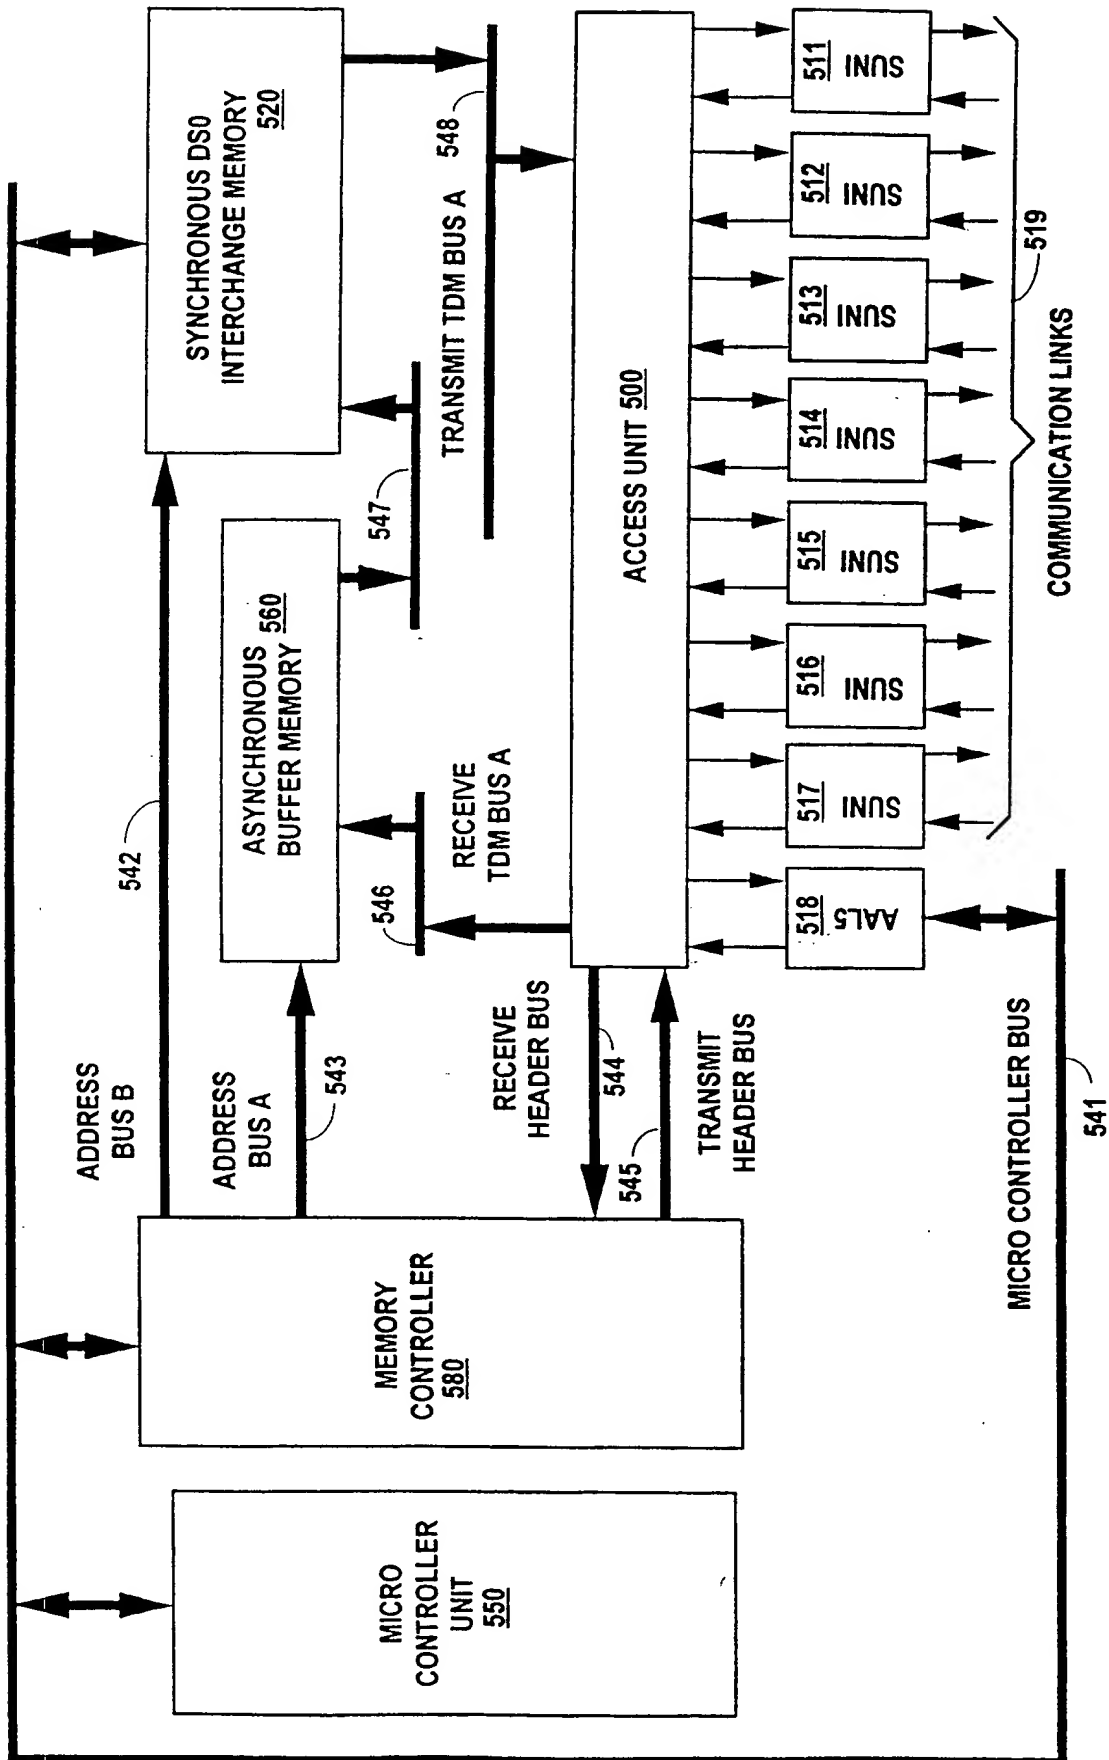 MICRO
CONTROLLER
UNIT
550
MEMORY
CONTROLLER
580
ADDRESS
BUS B
542
ADDRESS
BUS A
543
SYNCHRONOUS DS0
INTERCHANGE MEMORY
520
ASYNCHRONOUS
BUFFER MEMORY 560
547
TRANSMIT TDM BUS A
548
RECEIVE
TDM BUS A
546
RECEIVE
HEADER BUS
544
545
TRANSMIT
HEADER BUS
ACCESS UNIT 500
518
AAL5
517
SUNI
516
SUNI
515
SUNI
514
SUNI
513
SUNI
512
SUNI
511
SUNI
519
COMMUNICATION LINKS
MICRO CONTROLLER BUS
541